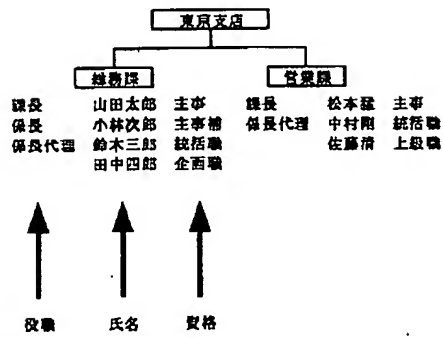 東京支店
総務課 営業課
課長 山田太郎 主事 課長 松本猛 主事
係長 小林次郎 主事補 係長代理 中村剛 統括職
係長代理 鈴木三郎 統括職 佐藤清 上級職
田中四郎 企画職
役職 氏名 資格